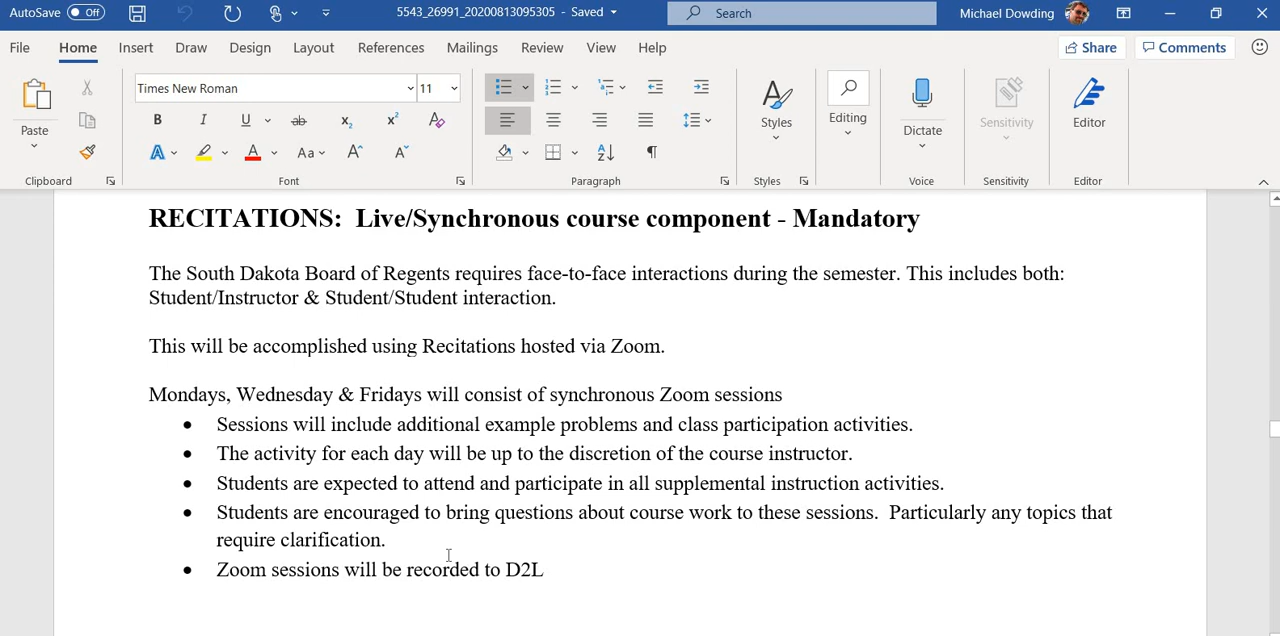 AutoSave Off 5543_26991_20200813095305 - Saved Search Michael Dowding
File Home Insert Draw Design Layout References Mailings Review View Help Share Comments
Times New Roman 11
Paste Styles Editing Dictate Sensitivity Editor
Clipboard Font Paragraph Styles Voice Sensitivity Editor
RECITATIONS: Live/Synchronous course component - Mandatory
The South Dakota Board of Regents requires face-to-face interactions during the semester. This includes both:
Student/Instructor & Student/Student interaction.
This will be accomplished using Recitations hosted via Zoom.
Mondays, Wednesday & Fridays will consist of synchronous Zoom sessions
• Sessions will include additional example problems and class participation activities.
• The activity for each day will be up to the discretion of the course instructor.
• Students are expected to attend and participate in all supplemental instruction activities.
• Students are encouraged to bring questions about course work to these sessions. Particularly any topics that
require clarification.
• Zoom sessions will be recorded to D2L